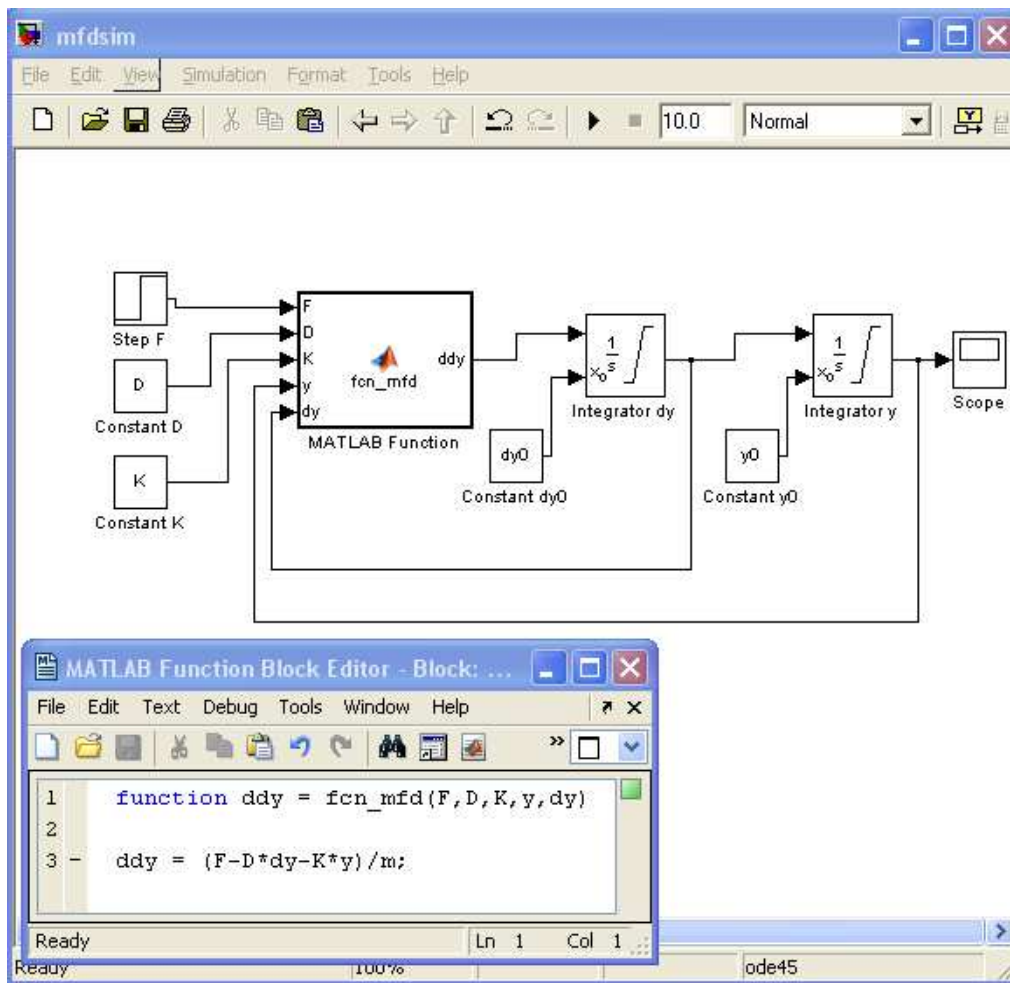 mfdsim
File Edit View Simulation Format Tools Help
10.0 Normal
Step F
D
Constant D
K
Constant K
F
D
K
y
dy
ddy
fcn_mfd
MATLAB Function
1
s
x0
Integrator dy
dy0
Constant dy0
1
s
x0
Integrator y
y0
Constant y0
Scope
MATLAB Function Block Editor - Block: ...
File Edit Text Debug Tools Window Help
1 function ddy = fcn_mfd(F,D,K,y,dy)
2
3 - ddy = (F-D*dy-K*y)/m;
Ready Ln 1 Col 1
Ready 100% ode45